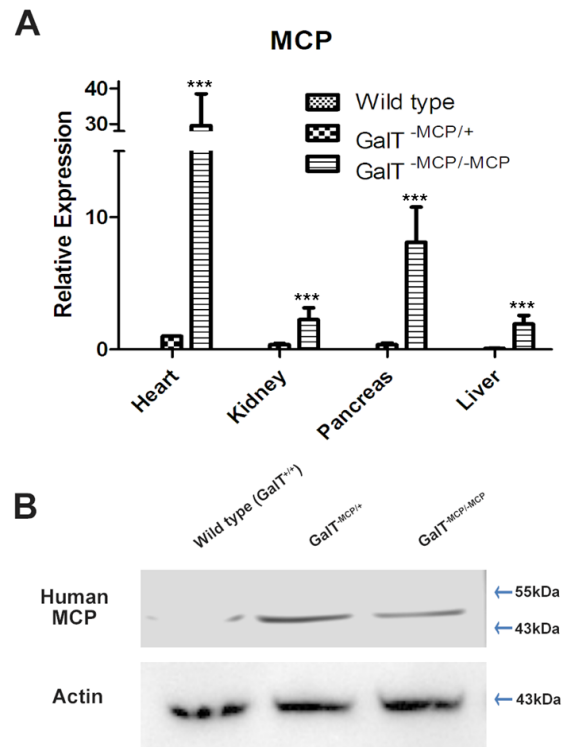 A
MCP
Relative Expression
40
30
10
0
***
***
***
***
Wild type
GalT -MCP/+
GalT -MCP/-MCP
Heart
Kidney
Pancreas
Liver
B
Wild type (GalT+/+)
GalT-MCP/+
GalT-MCP/-MCP
Human
MCP
55kDa
43kDa
Actin
43kDa